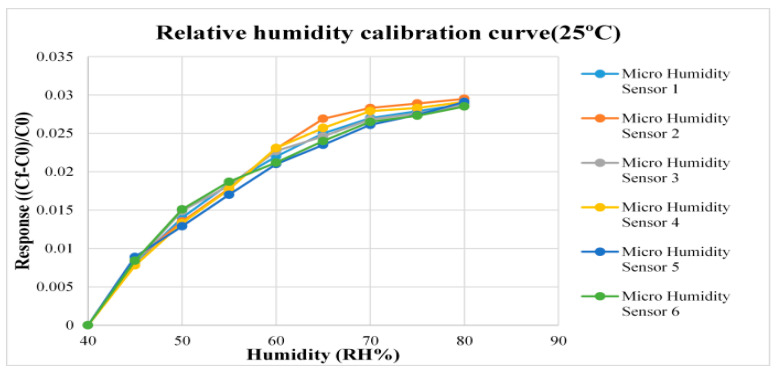 Relative humidity calibration curve(25°C)
Response ((Cf-C0)/C0)
0.035
0.03
0.025
0.02
0.015
0.01
0.005
0
40
50
60
70
80
90
Humidity (RH%)
Micro Humidity
Sensor 1
Micro Humidity
Sensor 2
Micro Humidity
Sensor 3
Micro Humidity
Sensor 4
Micro Humidity
Sensor 5
Micro Humidity
Sensor 6